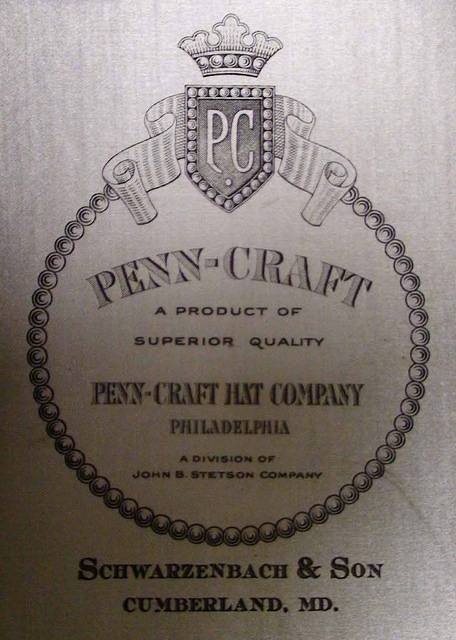 PC
PENN-CRAFT
A PRODUCT OF
SUPERIOR QUALITY
PENN-CRAFT HAT COMPANY
PHILADELPHIA
A DIVISION OF
JOHN B. STETSON COMPANY
SCHWARZENBACH & SON
CUMBERLAND, MD.